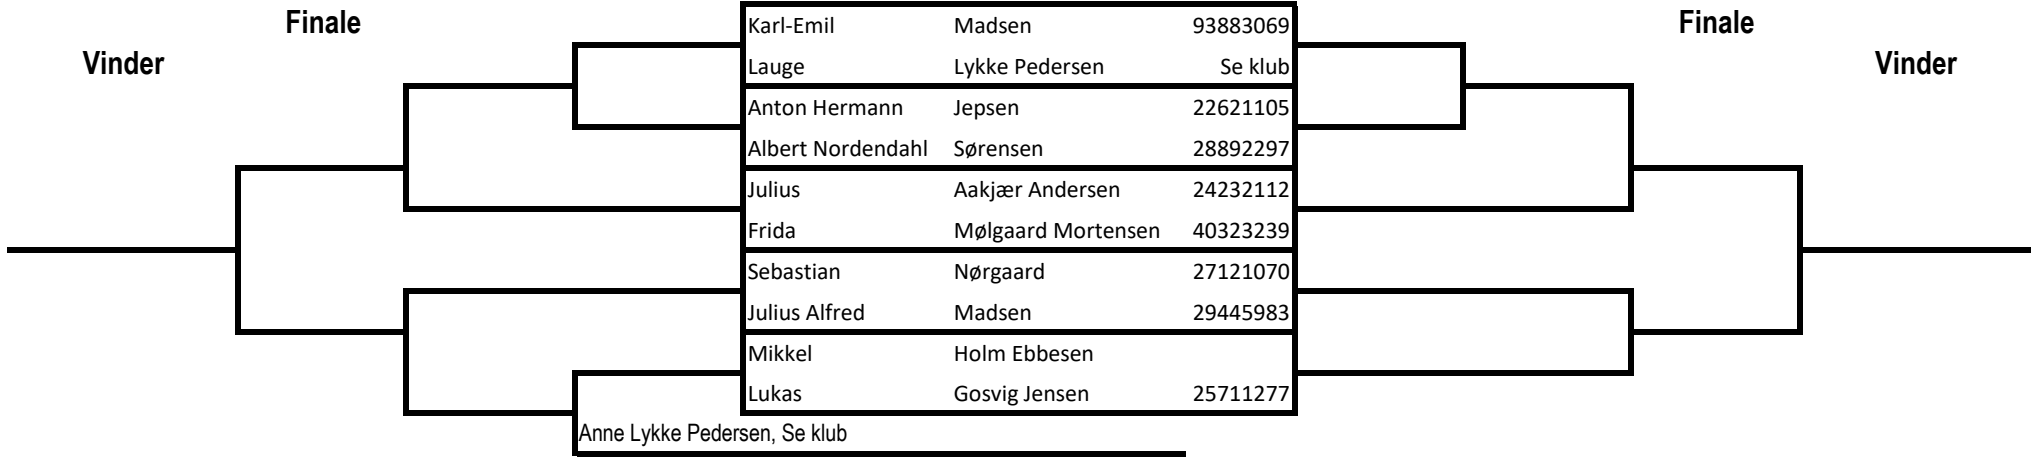 Finale
Finale
Vinder
Vinder
Karl-Emil Madsen 93883069
Lauge Lykke Pedersen Se klub
Anton Hermann Jepsen 22621105
Albert Nordendahl Sørensen 28892297
Julius Aakjær Andersen 24232112
Frida Mølgaard Mortensen 40323239
Sebastian Nørgaard 27121070
Julius Alfred Madsen 29445983
Mikkel Holm Ebbesen
Lukas Gosvig Jensen 25711277
Anne Lykke Pedersen, Se klub